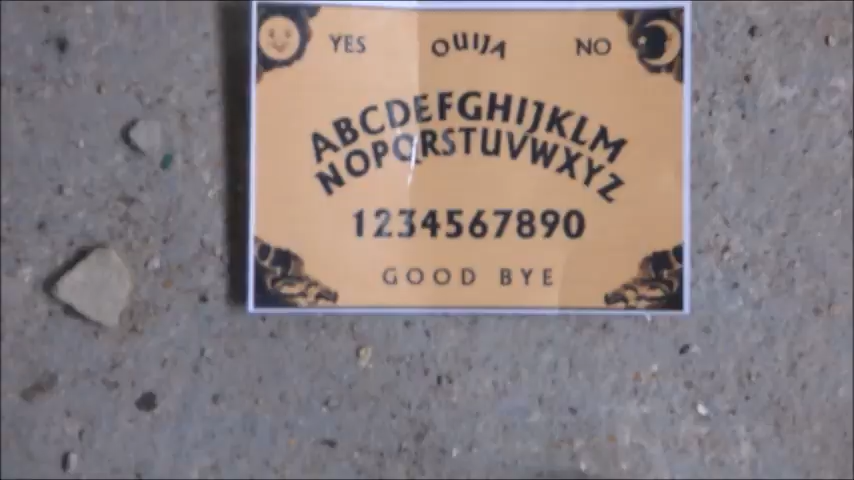 YES OUIJA NO
ABCDEFGHIJKLM
NOPQRSTUVWXYZ
1234567890
GOOD BYE